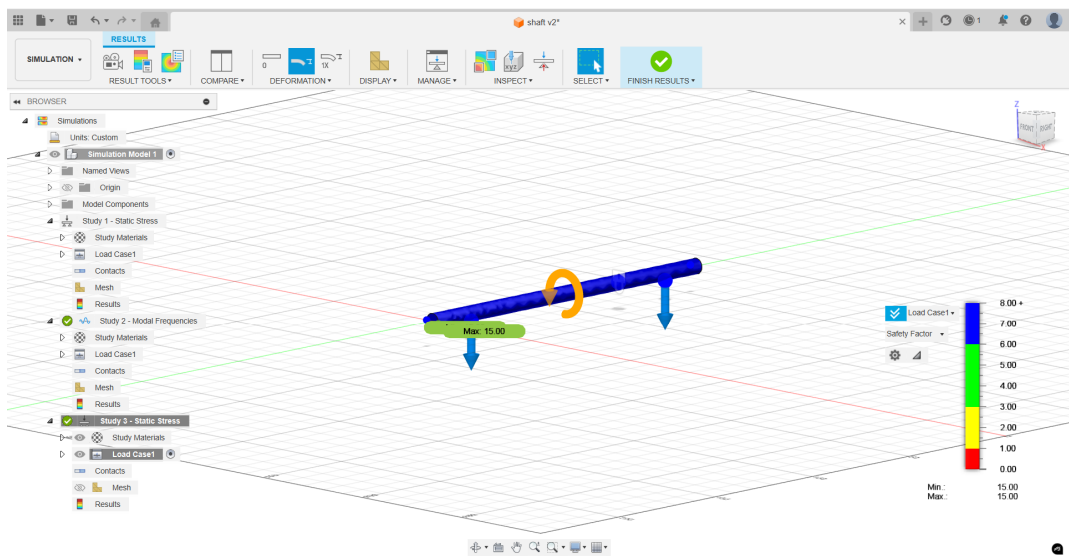 shaft v2*
1
RESULTS
SIMULATION
RESULT TOOLS
COMPARE
1X
DEFORMATION
DISPLAY
MANAGE
xyz
INSPECT
SELECT
FINISH RESULTS
BROWSER
Simulations
Units: Custom
Simulation Model 1
Named Views
Origin
Model Components
Study 1 - Static Stress
Study Materials
Load Case1
Contacts
Mesh
Results
Study 2 - Modal Frequencies
Study Materials
Load Case1
Contacts
Mesh
Results
Study 3 - Static Stress
Study Materials
Load Case1
Contacts
Mesh
Results
Z
FRONT
RIGHT
X
Max: 15.00
Load Case1
Safety Factor
8.00 +
7.00
6.00
5.00
4.00
3.00
2.00
1.00
0.00
Min.: 15.00
Max.: 15.00